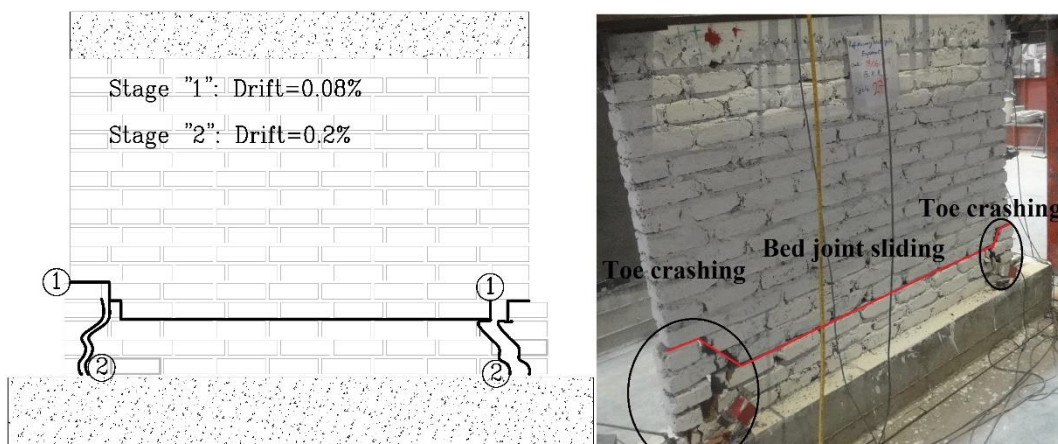 Stage "1": Drift=0.08%
Stage "2": Drift=0.2%
1
1
2
2
Toe crashing
Bed joint sliding
Toe crashing